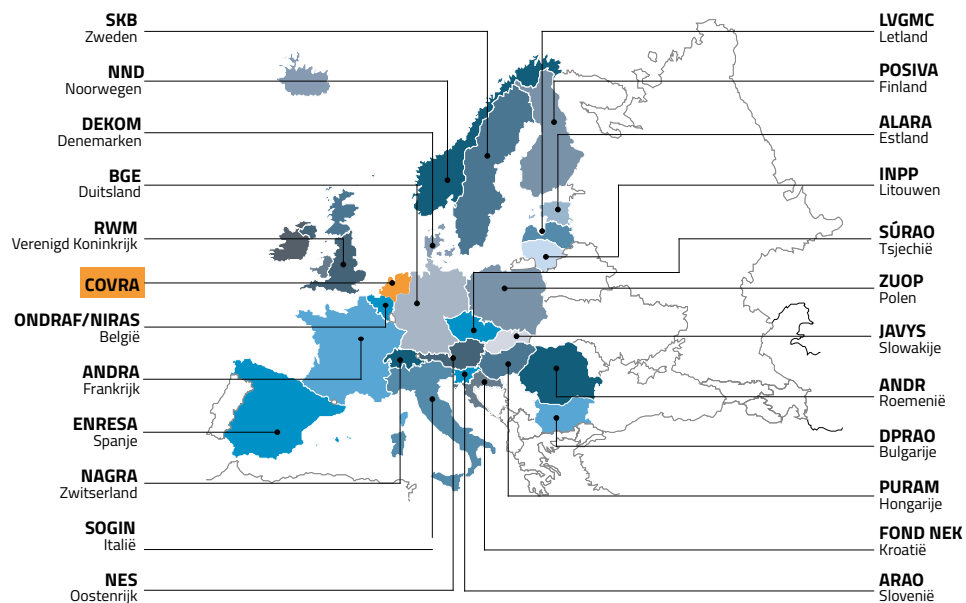 SKB
Zweden
NND
Noorwegen
DEKOM
Denemarken
BGE
Duitsland
RWM
Verenigd Koninkrijk
COVRA
ONDRAF/NIRAS
België
ANDRA
Frankrijk
ENRESA
Spanje
NAGRA
Zwitserland
SOGIN
Italië
NES
Oostenrijk
LVGMC
Letland
POSIVA
Finland
ALARA
Estland
INPP
Litouwen
SÚRAO
Tsjechië
ZUOP
Polen
JAVYS
Slowakije
ANDR
Roemenië
DPRAO
Bulgarije
PURAM
Hongarije
FOND NEK
Kroatië
ARAO
Slovenië